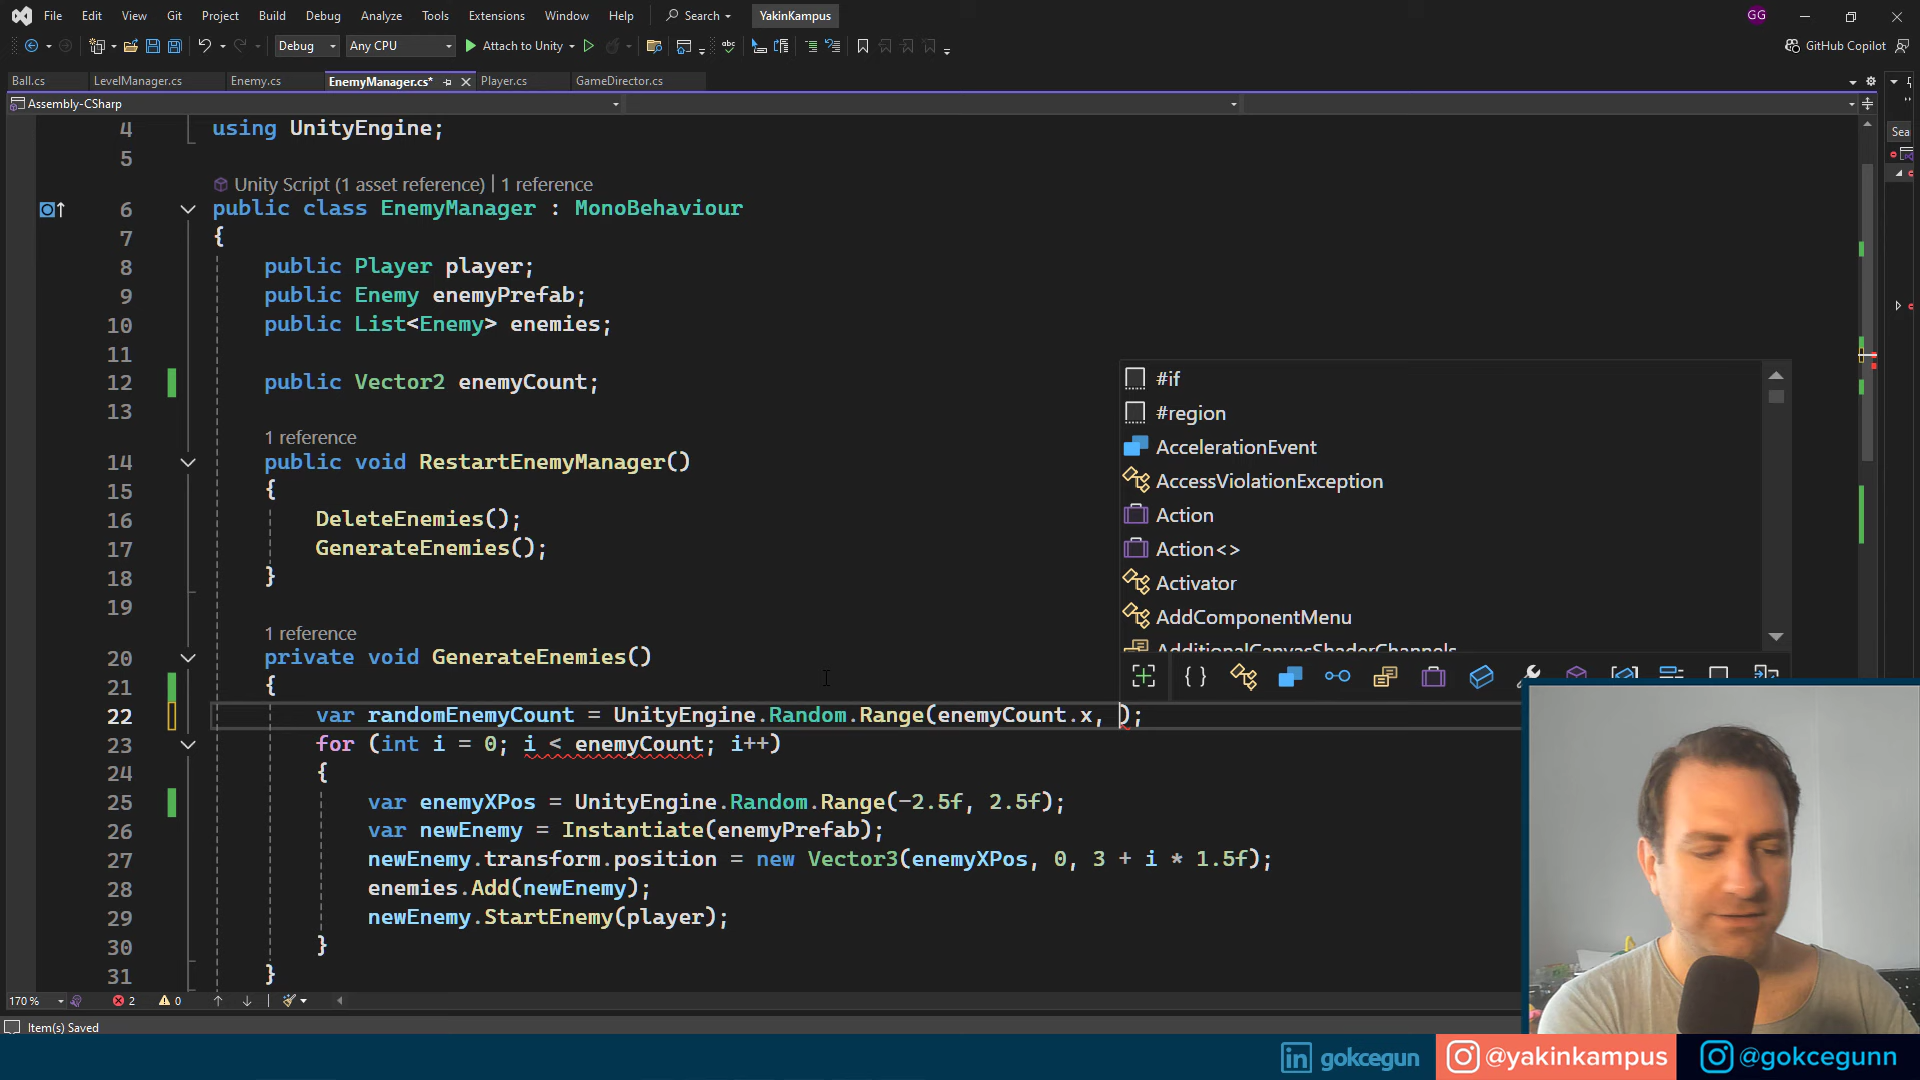 File Edit View Git Project Build Debug Analyze Tools Extensions Window Help Search YakinKampus GG
Debug Any CPU Attach to Unity GitHub Copilot
Ball.cs LevelManager.cs Enemy.cs EnemyManager.cs* Player.cs GameDirector.cs
Assembly-CSharp
Sea
4 using UnityEngine;
5
Unity Script (1 asset reference) | 1 reference
6 public class EnemyManager : MonoBehaviour
7 {
8 public Player player;
9 public Enemy enemyPrefab;
10 public List<Enemy> enemies;
11
12 public Vector2 enemyCount;
13
1 reference
14 public void RestartEnemyManager()
15 {
16 DeleteEnemies();
17 GenerateEnemies();
18 }
19
1 reference
20 private void GenerateEnemies()
21 {
22 var randomEnemyCount = UnityEngine.Random.Range(enemyCount.x, );
23 for (int i = 0; i < enemyCount; i++)
24 {
25 var enemyXPos = UnityEngine.Random.Range(-2.5f, 2.5f);
26 var newEnemy = Instantiate(enemyPrefab);
27 newEnemy.transform.position = new Vector3(enemyXPos, 0, 3 + i * 1.5f);
28 enemies.Add(newEnemy);
29 newEnemy.StartEnemy(player);
30 }
31 }
#if
#region
AccelerationEvent
AccessViolationException
Action
Action<>
Activator
AddComponentMenu
AdditionalCanvasShaderChannels
170 % 2 0
Item(s) Saved
in gokcegun @yakinkampus @gokcegunn